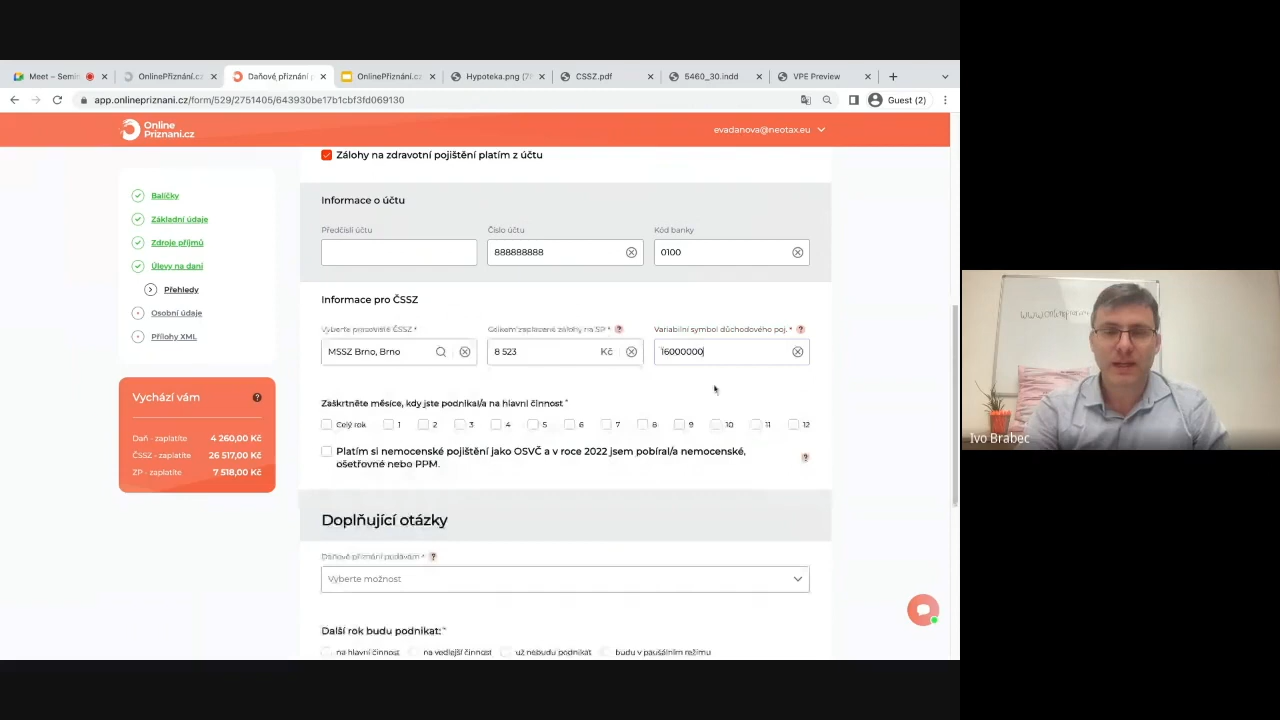 Meet – Semin
OnlinePřiznání.cz
Daňové přiznání p
OnlinePřiznání.cz
Hypoteka.png (7
CSSZ.pdf
5460_30.indd
VPE Preview
app.onlinepriznani.cz/form/529/2751405/643930be17b1cbf3fd069130
Guest (2)
Online
Priznani.cz
evadanova@neotax.eu
Balíčky
Základní údaje
Zdroje příjmů
Úlevy na dani
Přehledy
Osobní údaje
Přílohy XML
Vychází vám
Daň - zaplatíte 4 260,00 Kč
ČSSZ - zaplatíte 26 517,00 Kč
ZP - zaplatíte 7 518,00 Kč
Zálohy na zdravotní pojištění platím z účtu
Informace o účtu
Předčíslí účtu Číslo účtu Kód banky
888888888 0100
Informace pro ČSSZ
Vyberte pracoviště ČSSZ * Celkem zaplacené zálohy na SP * Variabilní symbol důchodového poj. *
MSSZ Brno, Brno 8 523 Kč 16000000
Zaškrtněte měsíce, kdy jste podnikal/a na hlavní činnost *
Celý rok 1 2 3 4 5 6 7 8 9 10 11 12
Platím si nemocenské pojištění jako OSVČ a v roce 2022 jsem pobíral/a nemocenské,
ošetřovné nebo PPM.
Doplňující otázky
Daňové přiznání podávám *
Vyberte možnost
Další rok budu podnikat: *
na hlavní činnost na vedlejší činnost už nebudu podnikat budu v paušálním režimu
Ivo Brabec